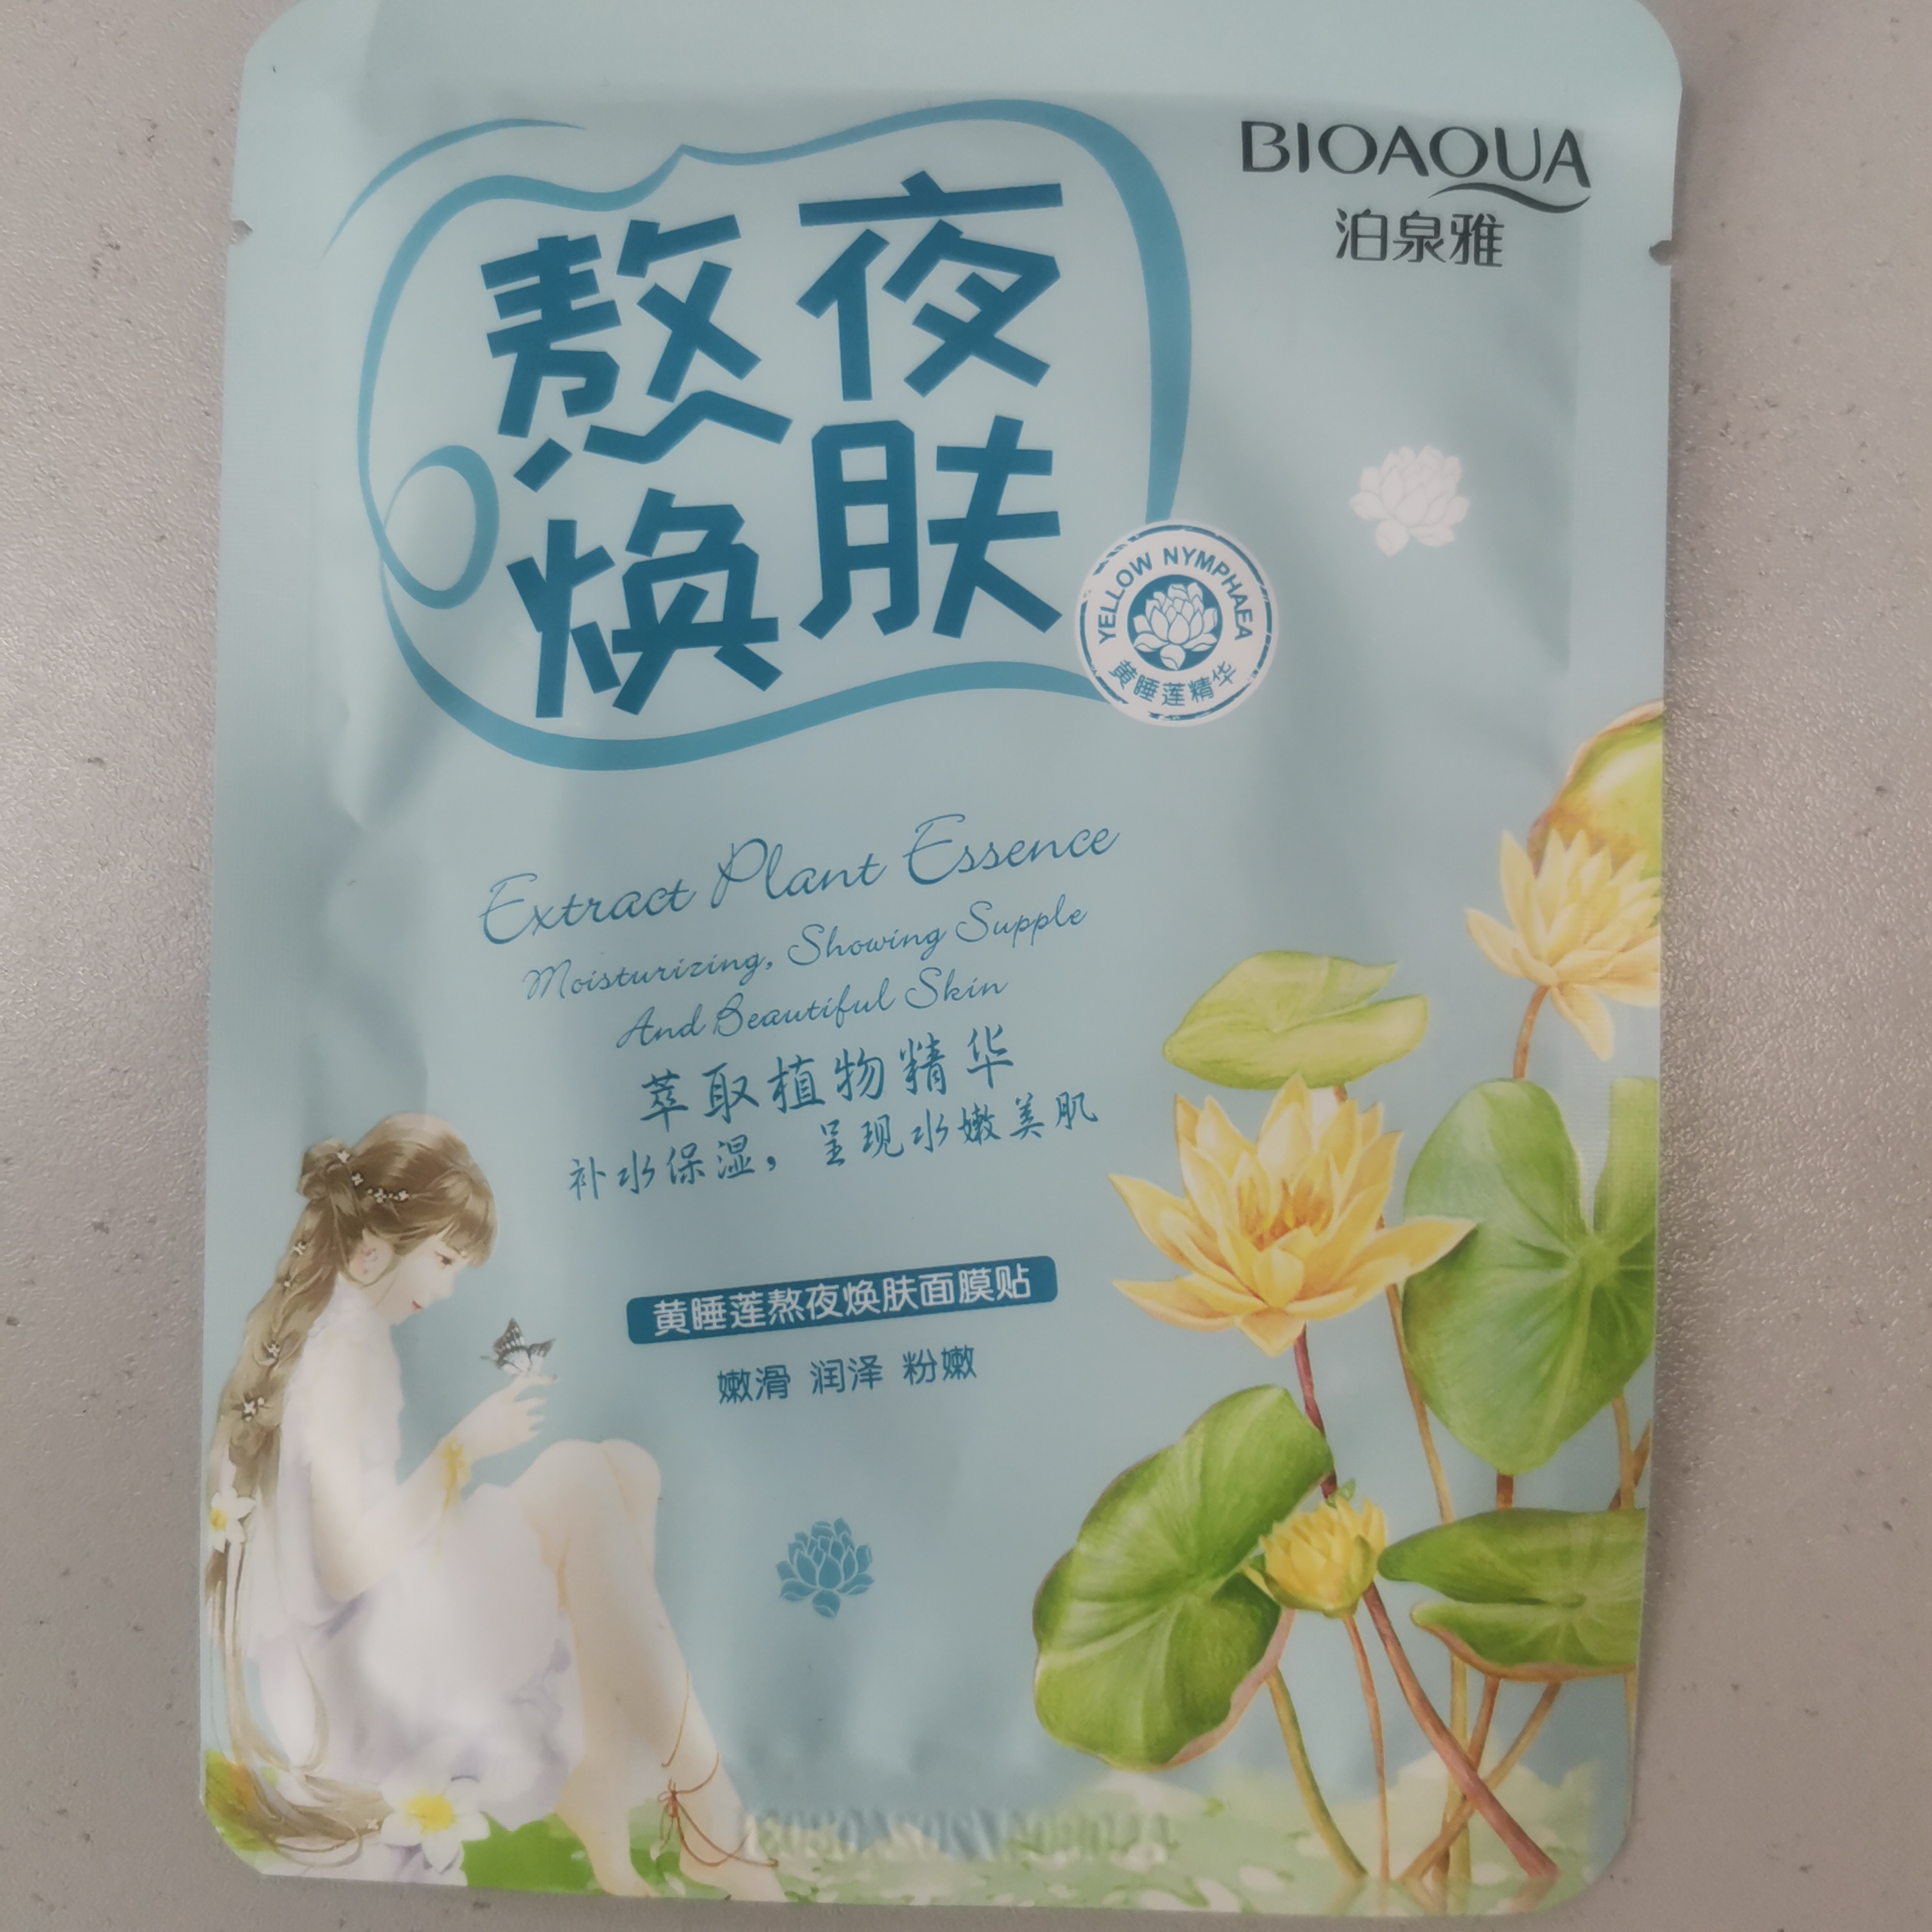 BIOAQUA
泊泉雅
熬夜
焕肤
YELLOW NYMPHAEA
黄睡莲精华
Extract Plant Essence
Moisturizing, Showing Supple
And Beautiful Skin
萃取植物精华
补水保湿，呈现水嫩美肌
黄睡莲熬夜焕肤面膜贴
嫩滑 润泽 粉嫩